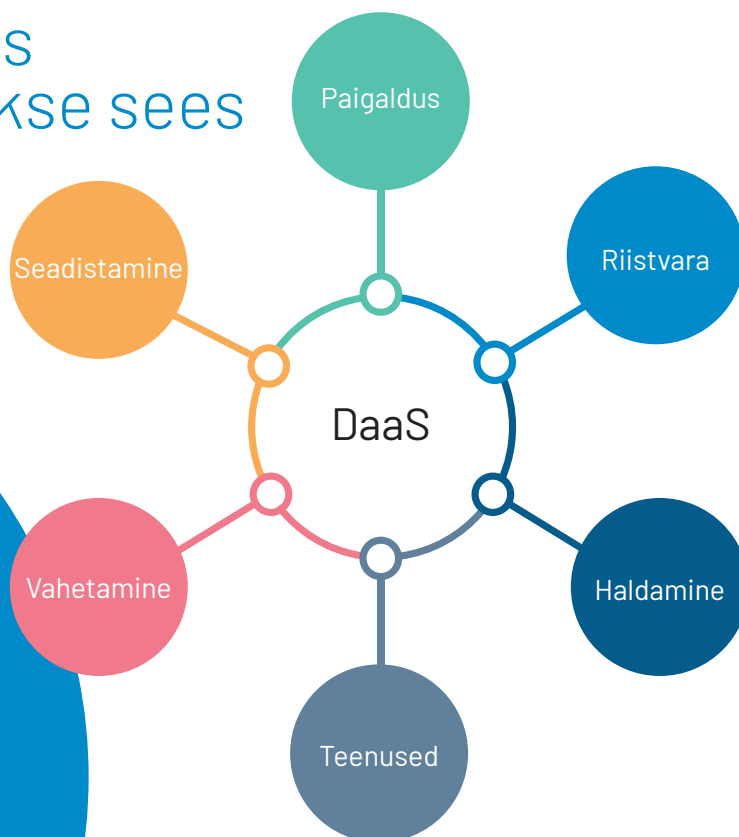 s
kse sees
Paigaldus
Riistvara
Seadistamine
DaaS
Vahetamine
Haldamine
Teenused